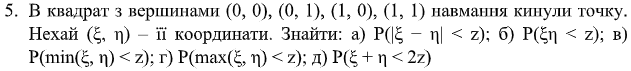 5. В квадрат з вершинами (0, 0), (0, 1), (1, 0), (1, 1) навмання кинули точку.
Нехай (ξ, η) – її координати. Знайти: а) P(|ξ − η| < z); б) P(ξη < z); в)
P(min(ξ, η) < z); г) P(max(ξ, η) < z); д) P(ξ + η < 2z)